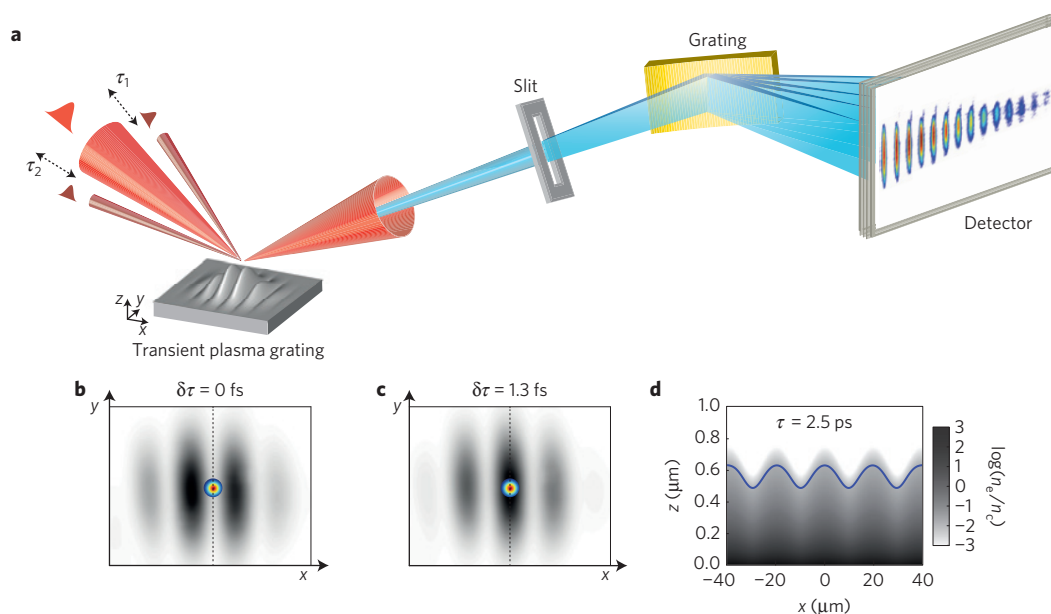 a
τ1
τ2
Slit
Grating
Detector
z
y
x
Transient plasma grating
b
δτ = 0 fs
y
x
c
δτ = 1.3 fs
y
x
d
τ = 2.5 ps
1.0
0.8
0.6
0.4
0.2
0.0
z (μm)
−40
−20
0
20
40
x (μm)
3
2
1
0
−1
−2
−3
log(ne/nc)